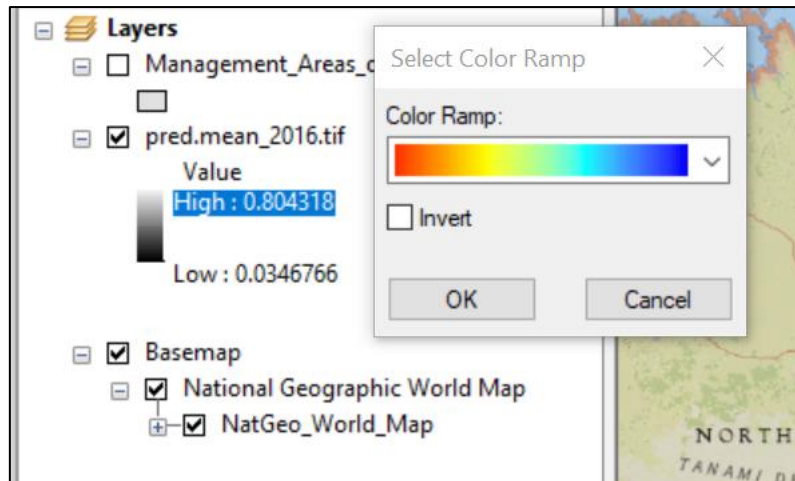 Layers
Management_Areas_
pred.mean_2016.tif
Value
High : 0.804318
Low : 0.0346766
Basemap
National Geographic World Map
NatGeo_World_Map
Select Color Ramp
Color Ramp:
Invert
OK
Cancel
NORTH
TANAMI